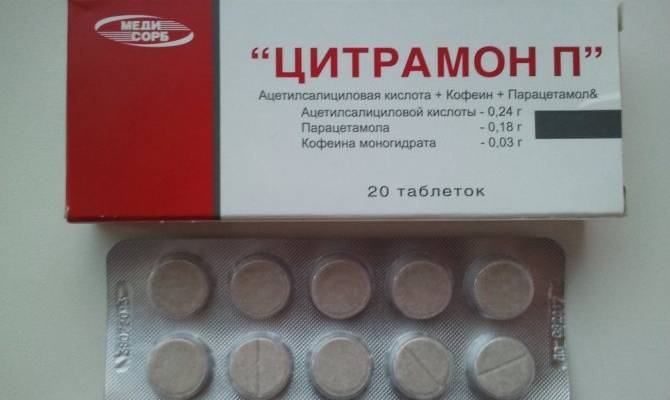 МЕДИ
СОРБ
"ЦИТРАМОН П"
Ацетилсалициловая кислота + Кофеин + Парацетамол&
Ацетилсалициловой кислоты - 0,24 г
Парацетамола - 0,18 г
Кофеина моногидрата - 0,03 г
20 таблеток